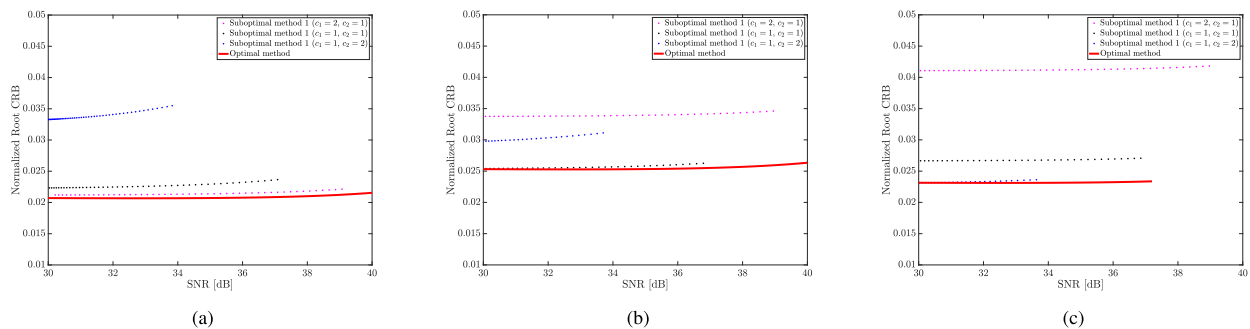 0.05
0.045
0.04
0.035
0.03
0.025
0.02
0.015
0.01
Normalized Root CRB
Suboptimal method 1 (c₁ = 2, c₂ = 1)
Suboptimal method 1 (c₁ = 1, c₂ = 1)
Suboptimal method 1 (c₁ = 1, c₂ = 2)
Optimal method
30 32 34 36 38 40
SNR [dB]
(a)
0.05
0.045
0.04
0.035
0.03
0.025
0.02
0.015
0.01
Normalized Root CRB
Suboptimal method 1 (c₁ = 2, c₂ = 1)
Suboptimal method 1 (c₁ = 1, c₂ = 1)
Suboptimal method 1 (c₁ = 1, c₂ = 2)
Optimal method
30 32 34 36 38 40
SNR [dB]
(b)
0.05
0.045
0.04
0.035
0.03
0.025
0.02
0.015
0.01
Normalized Root CRB
Suboptimal method 1 (c₁ = 2, c₂ = 1)
Suboptimal method 1 (c₁ = 1, c₂ = 1)
Suboptimal method 1 (c₁ = 1, c₂ = 2)
Optimal method
30 32 34 36 38 40
SNR [dB]
(c)